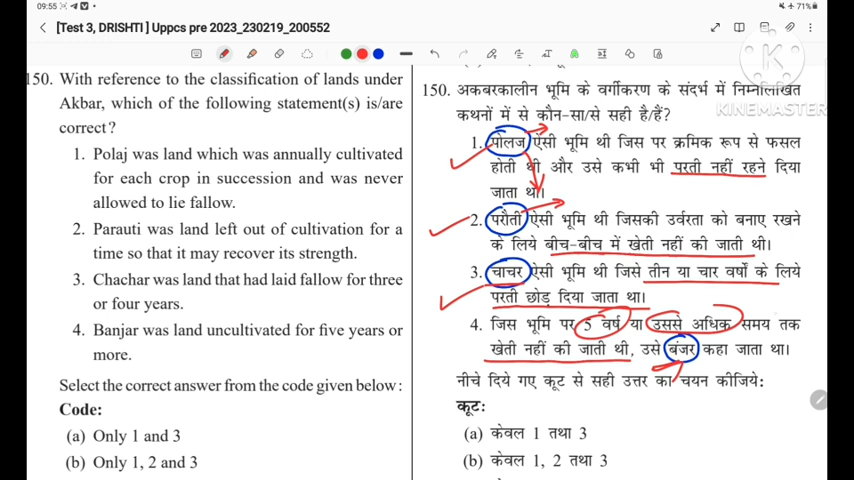 09:55
71%
[Test 3, DRISHTI ] Uppcs pre 2023_230219_200552
KINEMASTER
150. With reference to the classification of lands under
Akbar, which of the following statement(s) is/are
correct?
1. Polaj was land which was annually cultivated
for each crop in succession and was never
allowed to lie fallow.
2. Parauti was land left out of cultivation for a
time so that it may recover its strength.
3. Chachar was land that had laid fallow for three
or four years.
4. Banjar was land uncultivated for five years or
more.
Select the correct answer from the code given below:
Code:
(a) Only 1 and 3
(b) Only 1, 2 and 3
150. अकबरकालीन भूमि के वर्गीकरण के संदर्भ में निम्नलिखित
कथनों में से कौन-सा/से सही है/हैं?
1. पोलज ऐसी भूमि थी जिस पर क्रमिक रूप से फसल
होती थी और उसे कभी भी परती नहीं रहने दिया
जाता था।
2. परौती ऐसी भूमि थी जिसकी उर्वरता को बनाए रखने
के लिये बीच-बीच में खेती नहीं की जाती थी।
3. चाचर ऐसी भूमि थी जिसे तीन या चार वर्षों के लिये
परती छोड़ दिया जाता था।
4. जिस भूमि पर 5 वर्ष या उससे अधिक समय तक
खेती नहीं की जाती थी, उसे बंजर कहा जाता था।
नीचे दिये गए कूट से सही उत्तर का चयन कीजिये:
कूटः
(a) केवल 1 तथा 3
(b) केवल 1, 2 तथा 3